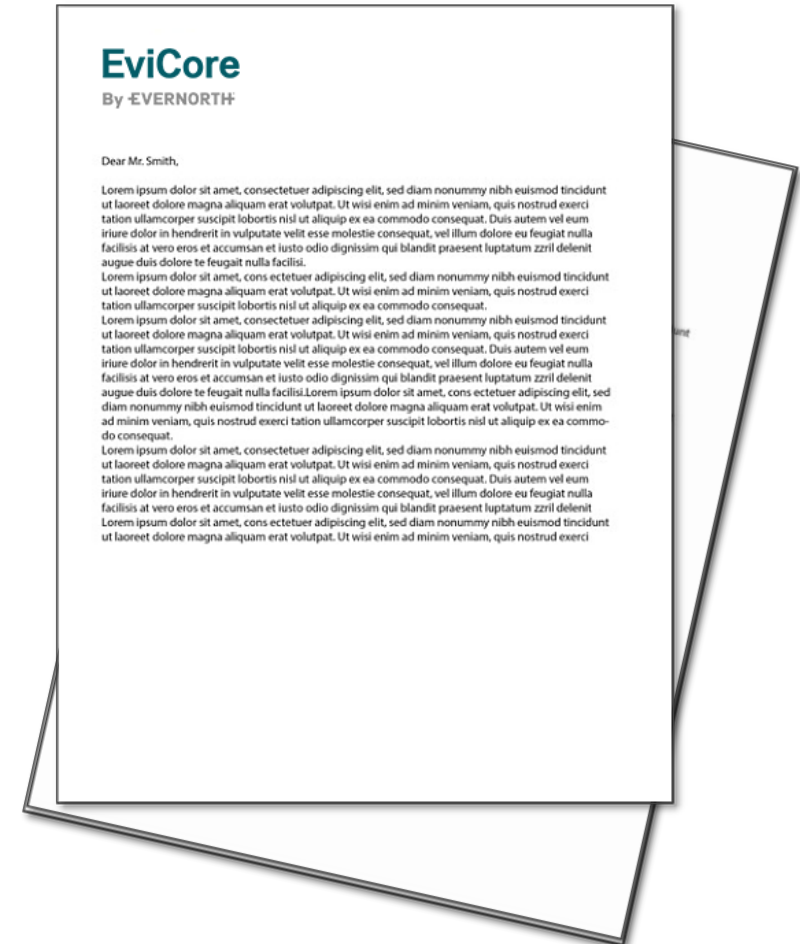 EviCore
By EVERNORTH
Dear Mr. Smith,
Lorem ipsum dolor sit amet, consectetuer adipiscing elit, sed diam nonummy nibh euismod tincidunt
ut laoreet dolore magna aliquam erat volutpat. Ut wisi enim ad minim veniam, quis nostrud exerci
tation ullamcorper suscipit lobortis nisl ut aliquip ex ea commodo consequat. Duis autem vel eum
iriure dolor in hendrerit in vulputate velit esse molestie consequat, vel illum dolore eu feugiat nulla
facilisis at vero eros et accumsan et iusto odio dignissim qui blandit praesent luptatum zzril delenit
augue duis dolore te feugait nulla facilisi.
Lorem ipsum dolor sit amet, cons ectetuer adipiscing elit, sed diam nonummy nibh euismod tincidunt
ut laoreet dolore magna aliquam erat volutpat. Ut wisi enim ad minim veniam, quis nostrud exerci
tation ullamcorper suscipit lobortis nisl ut aliquip ex ea commodo consequat.
Lorem ipsum dolor sit amet, consectetuer adipiscing elit, sed diam nonummy nibh euismod tincidunt
ut laoreet dolore magna aliquam erat volutpat. Ut wisi enim ad minim veniam, quis nostrud exerci
tation ullamcorper suscipit lobortis nisl ut aliquip ex ea commodo consequat. Duis autem vel eum
iriure dolor in hendrerit in vulputate velit esse molestie consequat, vel illum dolore eu feugiat nulla
facilisis at vero eros et accumsan et iusto odio dignissim qui blandit praesent luptatum zzril delenit
augue duis dolore te feugait nulla facilisi.Lorem ipsum dolor sit amet, cons ectetuer adipiscing elit, sed
diam nonummy nibh euismod tincidunt ut laoreet dolore magna aliquam erat volutpat. Ut wisi enim
ad minim veniam, quis nostrud exerci tation ullamcorper suscipit lobortis nisl ut aliquip ex ea commo-
do consequat.
Lorem ipsum dolor sit amet, consectetuer adipiscing elit, sed diam nonummy nibh euismod tincidunt
ut laoreet dolore magna aliquam erat volutpat. Ut wisi enim ad minim veniam, quis nostrud exerci
tation ullamcorper suscipit lobortis nisl ut aliquip ex ea commodo consequat. Duis autem vel eum
iriure dolor in hendrerit in vulputate velit esse molestie consequat, vel illum dolore eu feugiat nulla
facilisis at vero eros et accumsan et iusto odio dignissim qui blandit praesent luptatum zzril delenit
Lorem ipsum dolor sit amet, cons ectetuer adipiscing elit, sed diam nonummy nibh euismod tincidunt
ut laoreet dolore magna aliquam erat volutpat. Ut wisi enim ad minim veniam, quis nostrud exerci